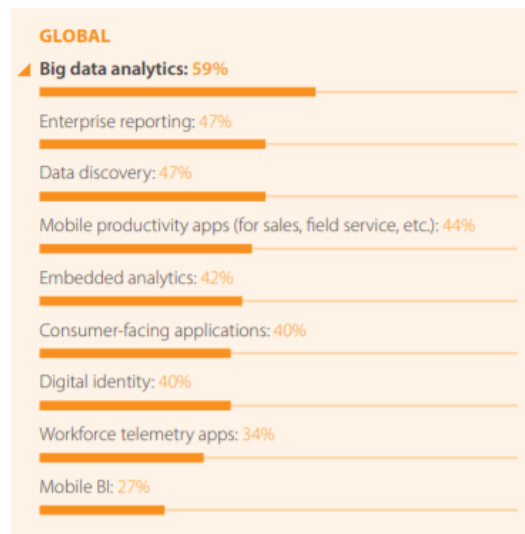 GLOBAL
Big data analytics: 59%
Enterprise reporting: 47%
Data discovery: 47%
Mobile productivity apps (for sales, field service, etc.): 44%
Embedded analytics: 42%
Consumer-facing applications: 40%
Digital identity: 40%
Workforce telemetry apps: 34%
Mobile BI: 27%